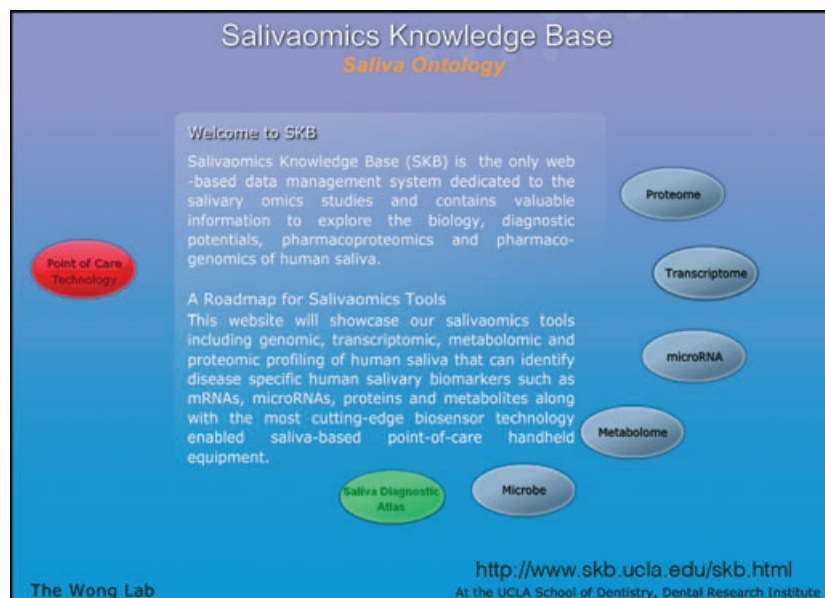 Salivaomics Knowledge Base
Saliva Ontology
Welcome to SKB
Salivaomics Knowledge Base (SKB) is the only web
-based data management system dedicated to the
salivary omics studies and contains valuable
information to explore the biology, diagnostic
potentials, pharmacoproteomics and pharmaco-
genomics of human saliva.
A Roadmap for Salivaomics Tools
This website will showcase our salivaomics tools
including genomic, transcriptomic, metabolomic and
proteomic profiling of human saliva that can identify
disease specific human salivary biomarkers such as
mRNAs, microRNAs, proteins and metabolites along
with the most cutting-edge biosensor technology
enabled saliva-based point-of-care handheld
equipment.
Point of Care
Technology
Proteome
Transcriptome
microRNA
Metabolome
Microbe
Saliva Diagnostic
Atlas
http://www.skb.ucla.edu/skb.html
The Wong Lab
At the UCLA School of Dentistry, Dental Research Institute